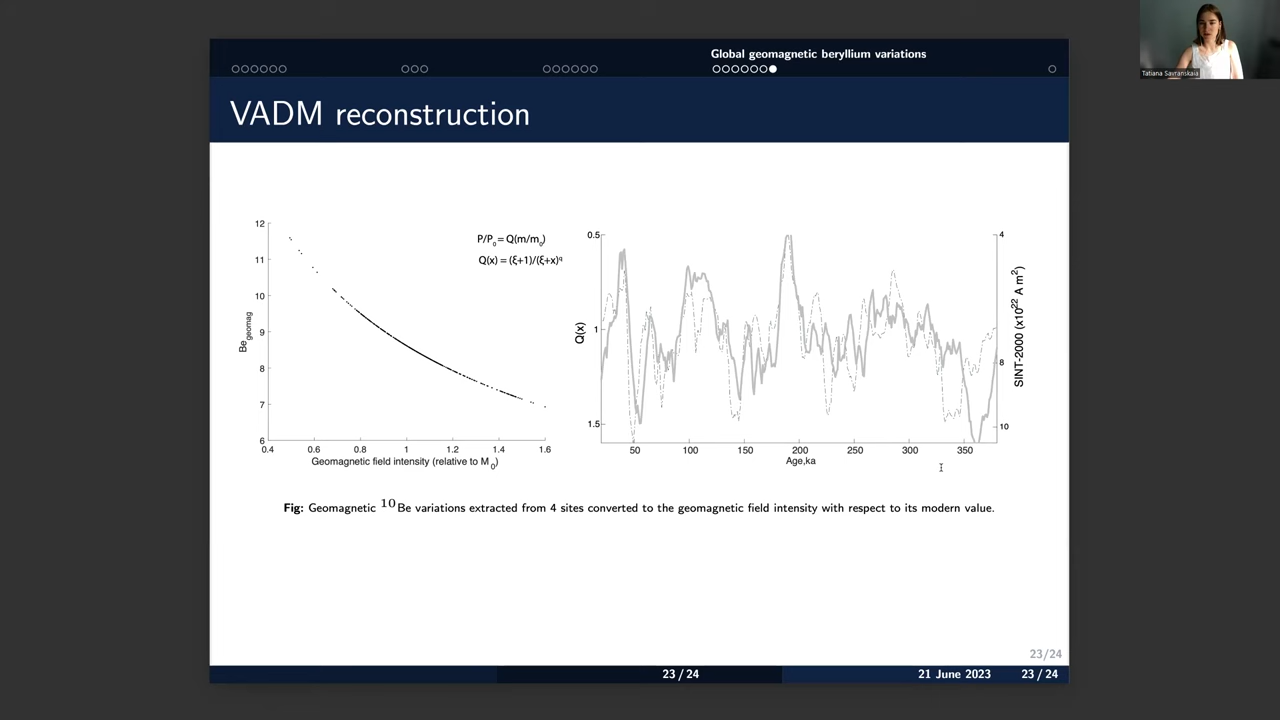 Global geomagnetic beryllium variations
Tatiana Savranskaia
VADM reconstruction
12
11
10
9
8
7
6
Be geomag
0.4 0.6 0.8 1 1.2 1.4 1.6
Geomagnetic field intensity (relative to M0)
P/P0 = Q(m/m0)
Q(x) = (ξ+1)/(ξ+x)^q
0.5
1
1.5
Q(x)
50 100 150 200 250 300 350
Age,ka
4
8
10
SINT-2000 (x10^22 A m^2)
Fig: Geomagnetic 10Be variations extracted from 4 sites converted to the geomagnetic field intensity with respect to its modern value.
23/24
23 / 24
21 June 2023
23 / 24